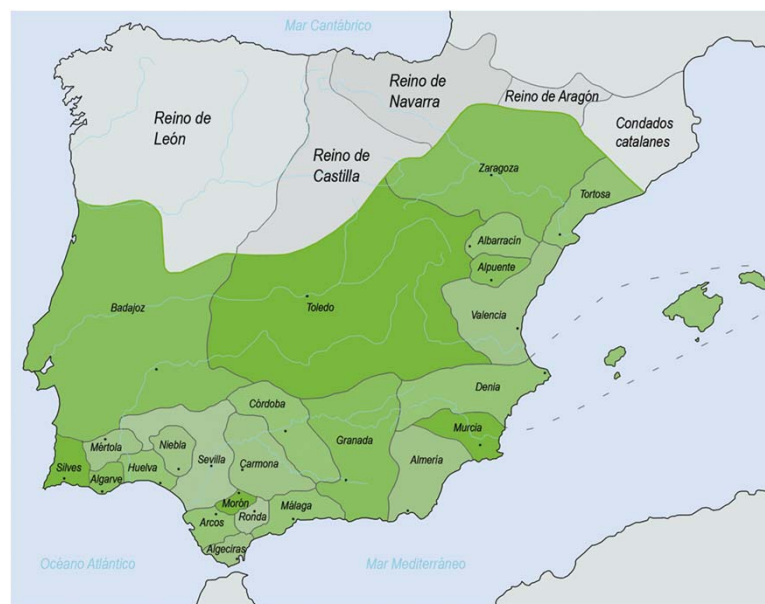 Mar Cantábrico
Reino de
León
Reino de
Castilla
Reino de
Navarra
Reino de Aragón
Condados
catalanes
Zaragoza
Tortosa
Albarracín
Alpuente
Valencia
Badajoz
Toledo
Denia
Murcia
Córdoba
Granada
Almería
Mértola
Niebla
Sevilla
Carmona
Silves
Algarve
Huelva
Morón
Ronda
Málaga
Arcos
Algeciras
Océano Atlántico
Mar Mediterráneo